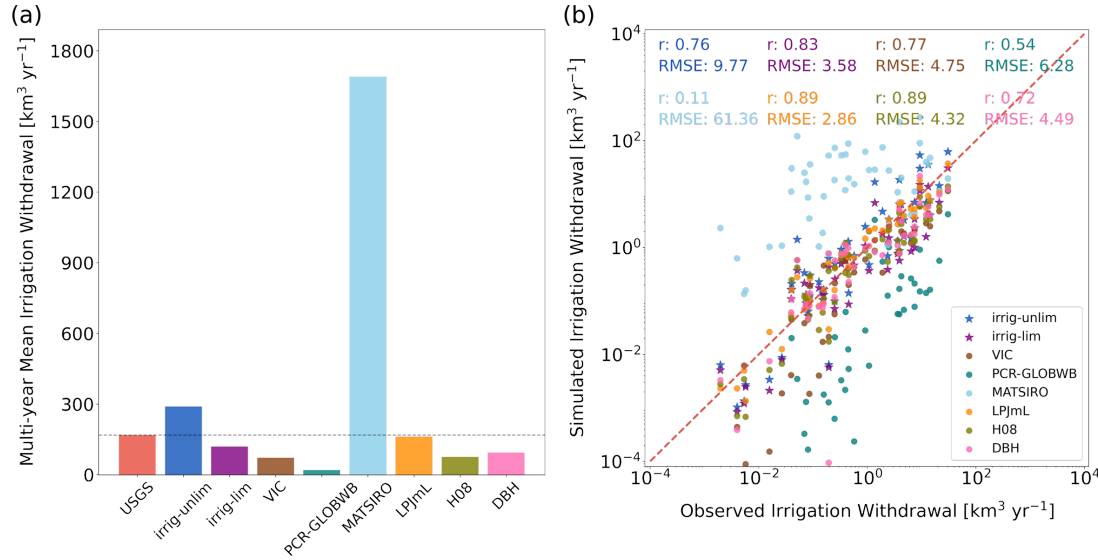 (a)
Multi-year Mean Irrigation Withdrawal [km³ yr⁻¹]
1800
1500
1200
900
600
300
0
USGS
irrig-unlim
irrig-lim
VIC
PCR-GLOBWB
MATSIRO
LPJmL
H08
DBH
(b)
Simulated Irrigation Withdrawal [km³ yr⁻¹]
10⁴
10²
10⁰
10⁻²
10⁻⁴
r: 0.76 r: 0.83 r: 0.77 r: 0.54
RMSE: 9.77 RMSE: 3.58 RMSE: 4.75 RMSE: 6.28
r: 0.11 r: 0.89 r: 0.89 r: 0.72
RMSE: 61.36 RMSE: 2.86 RMSE: 4.32 RMSE: 4.49
irrig-unlim
irrig-lim
VIC
PCR-GLOBWB
MATSIRO
LPJmL
H08
DBH
10⁻⁴ 10⁻² 10⁰ 10² 10⁴
Observed Irrigation Withdrawal [km³ yr⁻¹]